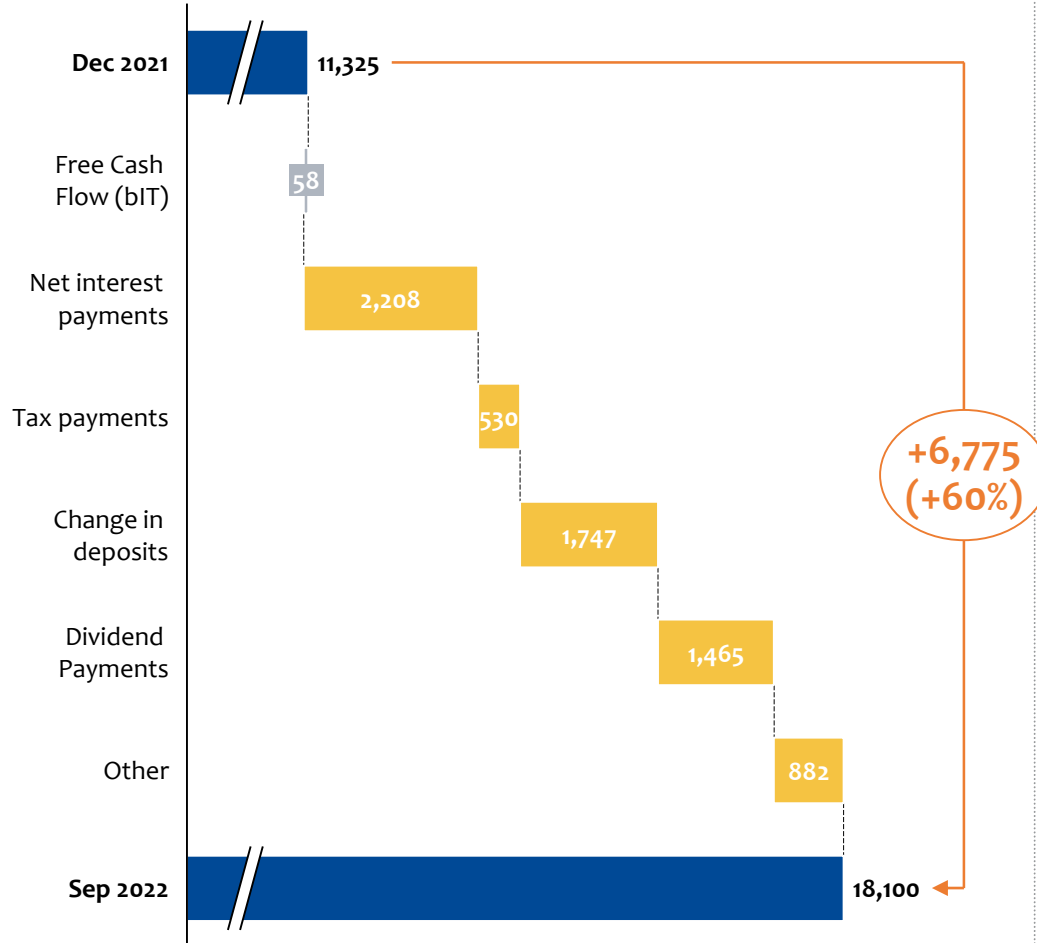 Dec 2021
11,325
Free Cash
Flow (bIT)
58
Net interest
payments
2,208
Tax payments
530
Change in
deposits
1,747
Dividend
Payments
1,465
Other
882
Sep 2022
18,100
+6,775
(+60%)